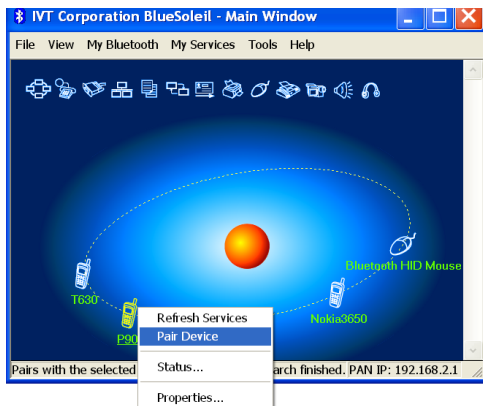 IVT Corporation BlueSoleil - Main Window
File View My Bluetooth My Services Tools Help
Bluetooth HID Mouse
T630
Nokia3650
P90
Refresh Services
Pair Device
Status...
Properties...
Pairs with the selected arch finished. PAN IP: 192.168.2.1